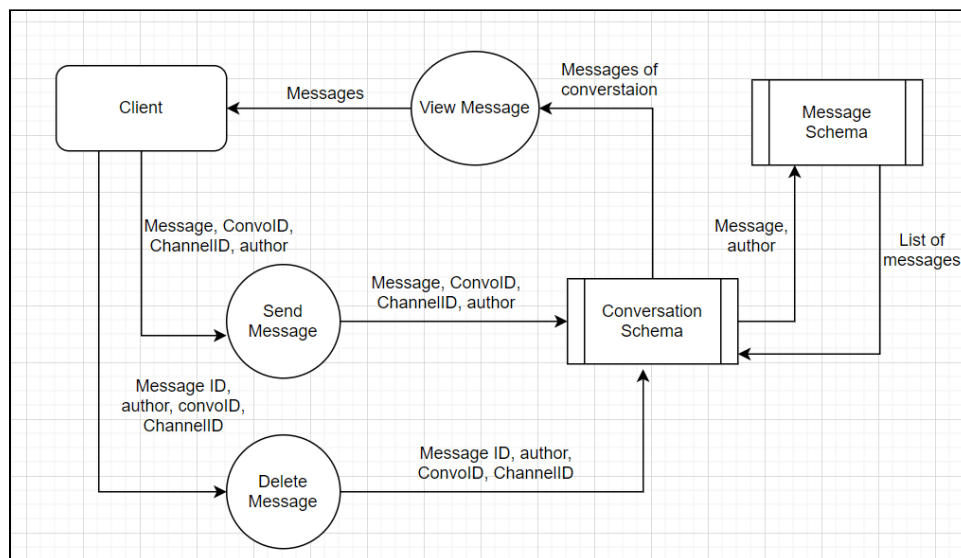 Client
Messages
View Message
Messages of
converstaion
Message
Schema
Message, ConvoID,
ChannelID, author
Message,
author
List of
messages
Send
Message
Message, ConvoID,
ChannelID, author
Conversation
Schema
Message ID,
author, convoID,
ChannelID
Delete
Message
Message ID, author,
ConvoID, ChannelID